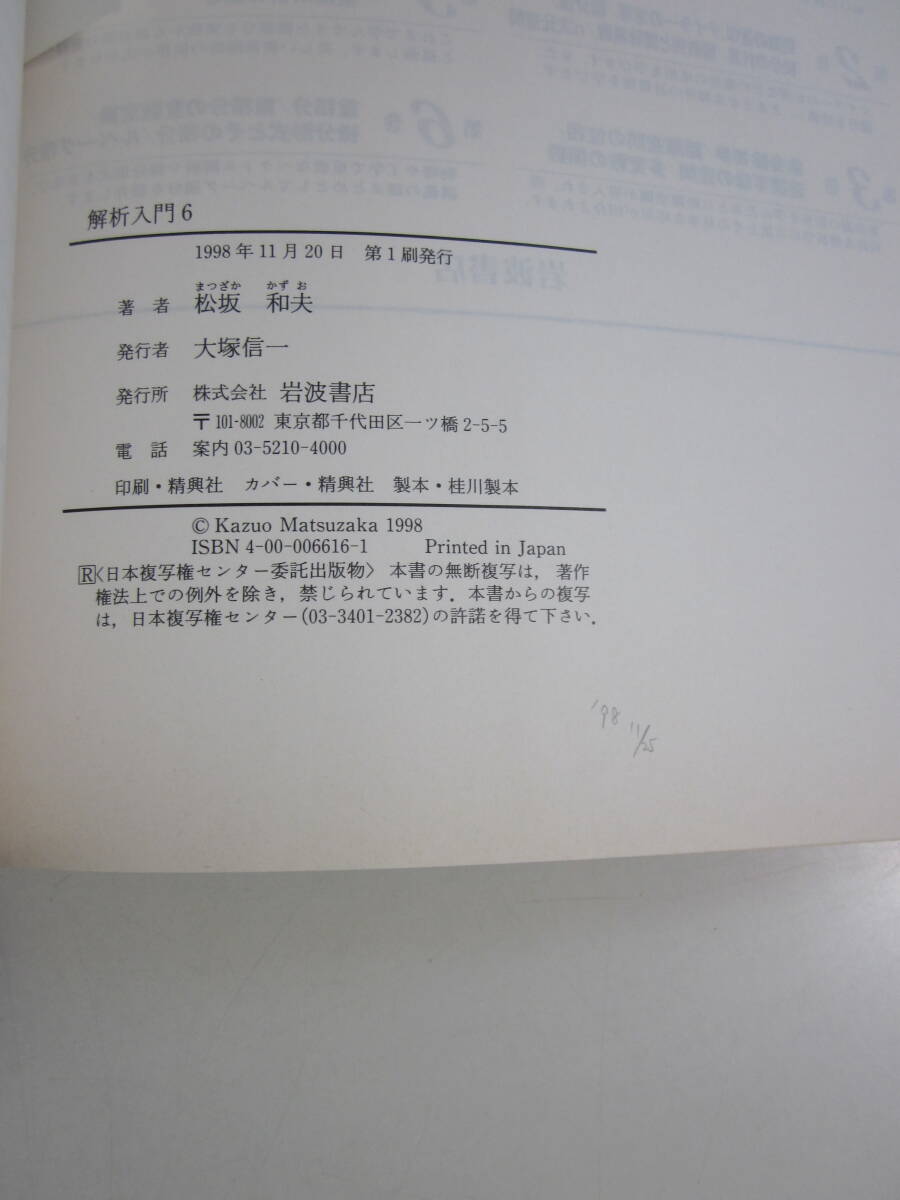 解析入門 6
1998 年 11 月 20 日　第 1 刷発行
まつざか　かず お
著 者　松坂　和夫
発行者　大塚信一
発行所　株式会社 岩波書店
〒101-8002 東京都千代田区一ツ橋 2-5-5
電 話　案内 03-5210-4000
印刷・精興社　カバー・精興社　製本・桂川製本
© Kazuo Matsuzaka 1998
ISBN 4-00-006616-1　Printed in Japan
Ⓡ〈日本複写権センター委託出版物〉 本書の無断複写は，著作
権法上での例外を除き，禁じられています．本書からの複写
は，日本複写権センター(03-3401-2382)の許諾を得て下さい．
'98 11/25
岩波書店